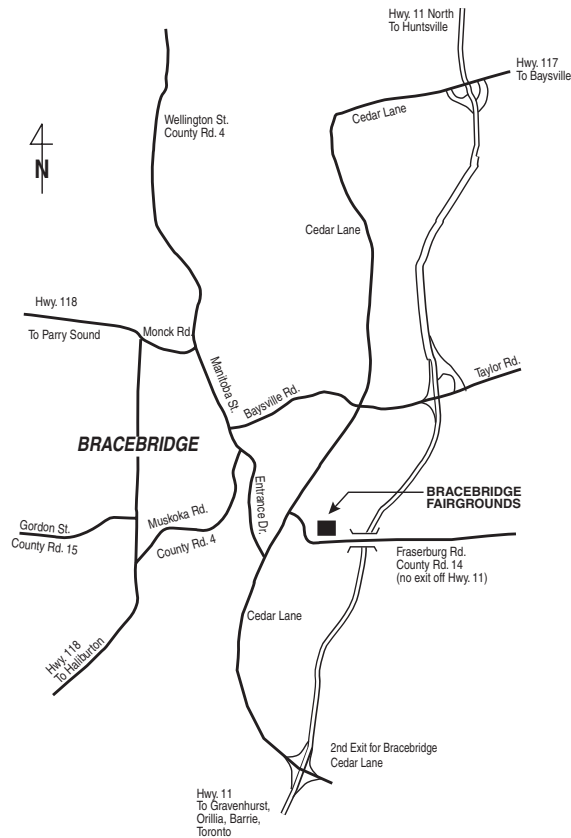 Hwy. 11 North
To Huntsville
Hwy. 117
To Baysville
Cedar Lane
Wellington St.
County Rd. 4
N
Cedar Lane
Hwy. 118
To Parry Sound
Monck Rd.
Manitoba St.
Baysville Rd.
Taylor Rd.
BRACEBRIDGE
Entrance Dr.
BRACEBRIDGE
FAIRGROUNDS
Gordon St.
County Rd. 15
Muskoka Rd.
County Rd. 4
Fraserburg Rd.
County Rd. 14
(no exit off Hwy. 11)
Cedar Lane
Hwy. 118
To Haliburton
2nd Exit for Bracebridge
Cedar Lane
Hwy. 11
To Gravenhurst,
Orillia, Barrie,
Toronto